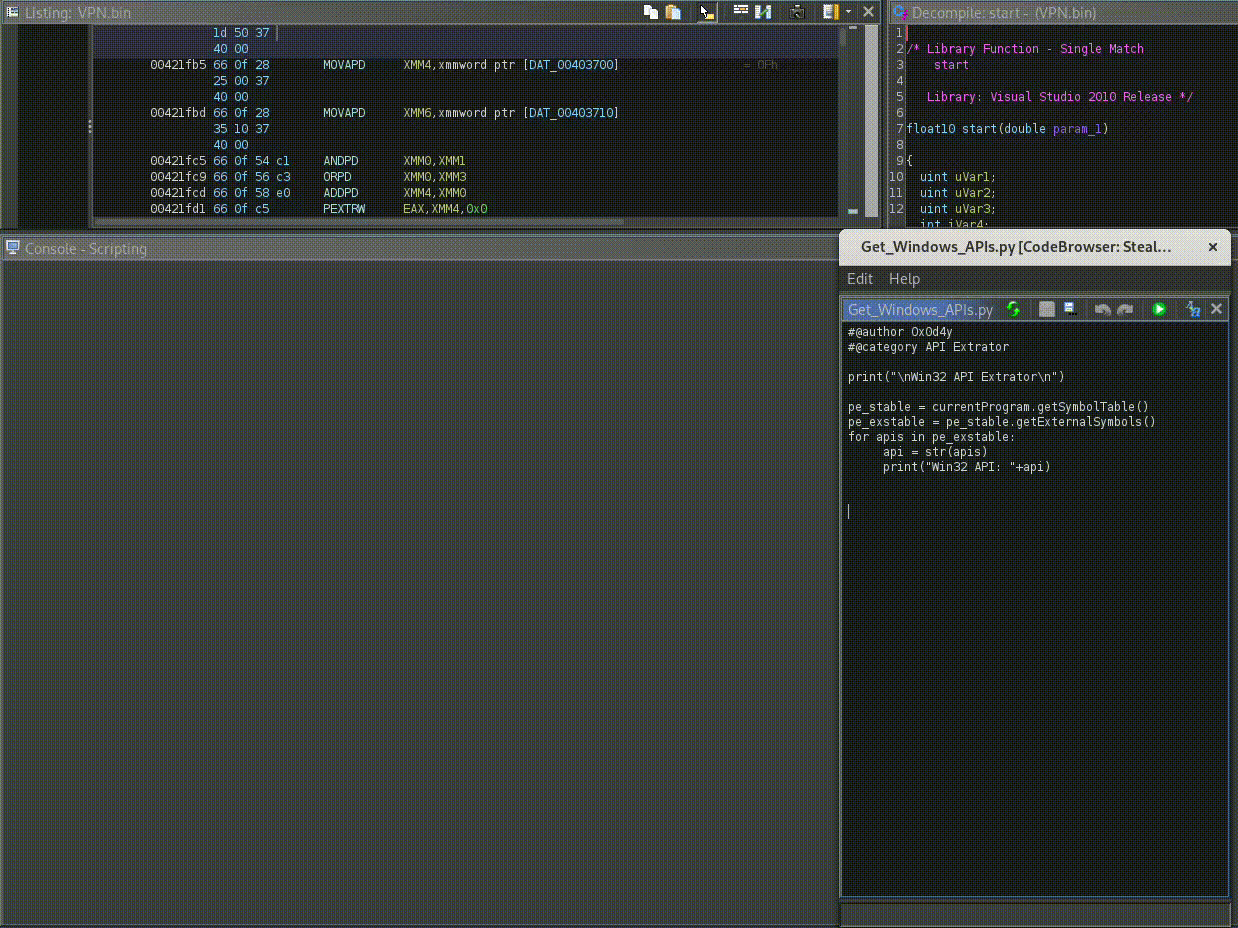 Listing: VPN.bin
1d 50 37
40 00
00421fb5 66 0f 28 MOVAPD XMM4,xmmword ptr [DAT_00403700] = 0Fh
25 00 37
40 00
00421fbd 66 0f 28 MOVAPD XMM6,xmmword ptr [DAT_00403710]
35 10 37
40 00
00421fc5 66 0f 54 c1 ANDPD XMM0,XMM1
00421fc9 66 0f 56 c3 ORPD XMM0,XMM3
00421fcd 66 0f 58 e0 ADDPD XMM4,XMM0
00421fd1 66 0f c5 PEXTRW EAX,XMM4,0x0
Decompile: start - (VPN.bin)
1
2 /* Library Function - Single Match
3 start
4
5 Library: Visual Studio 2010 Release */
6
7 float10 start(double param_1)
8
9 {
10 uint uVar1;
11 uint uVar2;
12 uint uVar3;
int iVar4;
Console - Scripting
Get_Windows_APIs.py [CodeBrowser: Steal...
Edit Help
Get_Windows_APIs.py
#@author 0x0d4y
#@category API Extrator
print("\nWin32 API Extrator\n")
pe_stable = currentProgram.getSymbolTable()
pe_exstable = pe_stable.getExternalSymbols()
for apis in pe_exstable:
api = str(apis)
print("Win32 API: "+api)